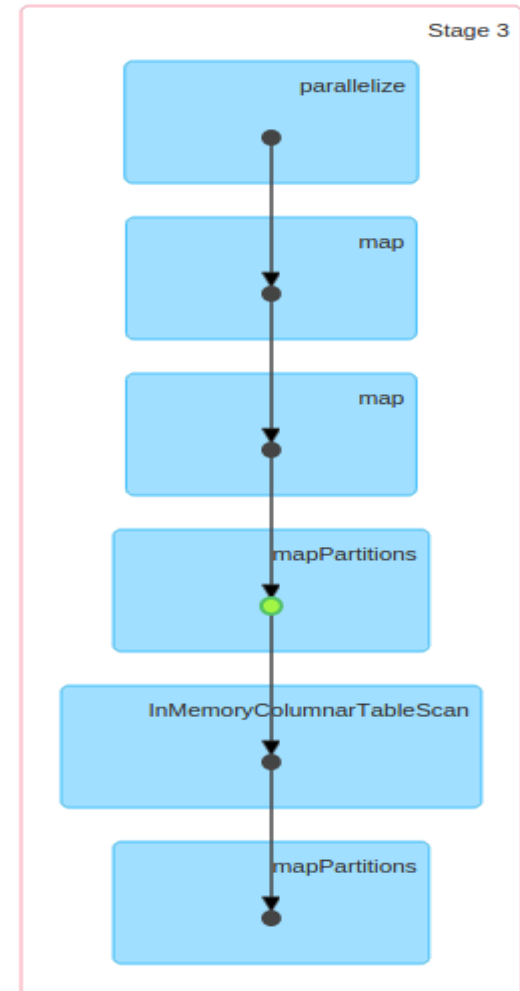 Stage 3
parallelize
map
map
mapPartitions
InMemoryColumnarTableScan
mapPartitions